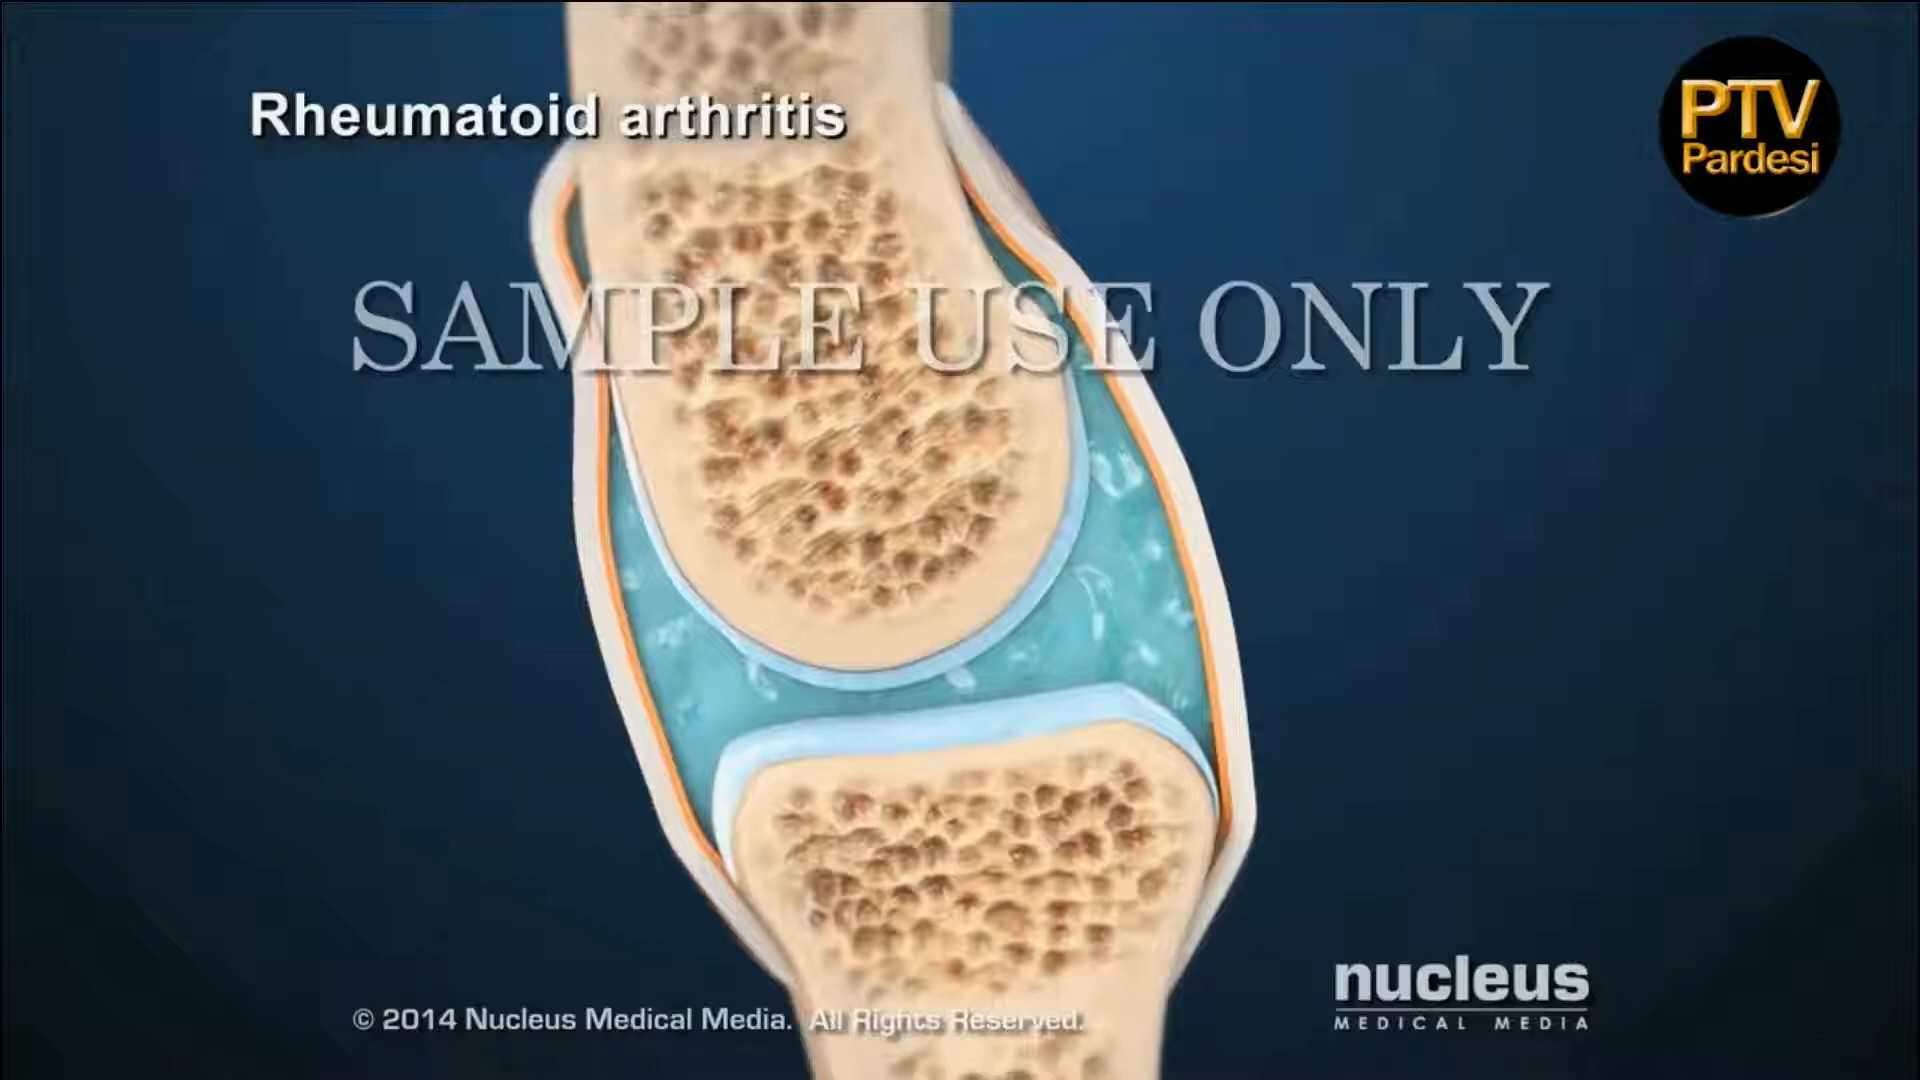 Rheumatoid arthritis
PTV
Pardesi
SAMPLE USE ONLY
nucleus
MEDICAL MEDIA
© 2014 Nucleus Medical Media. All Rights Reserved.